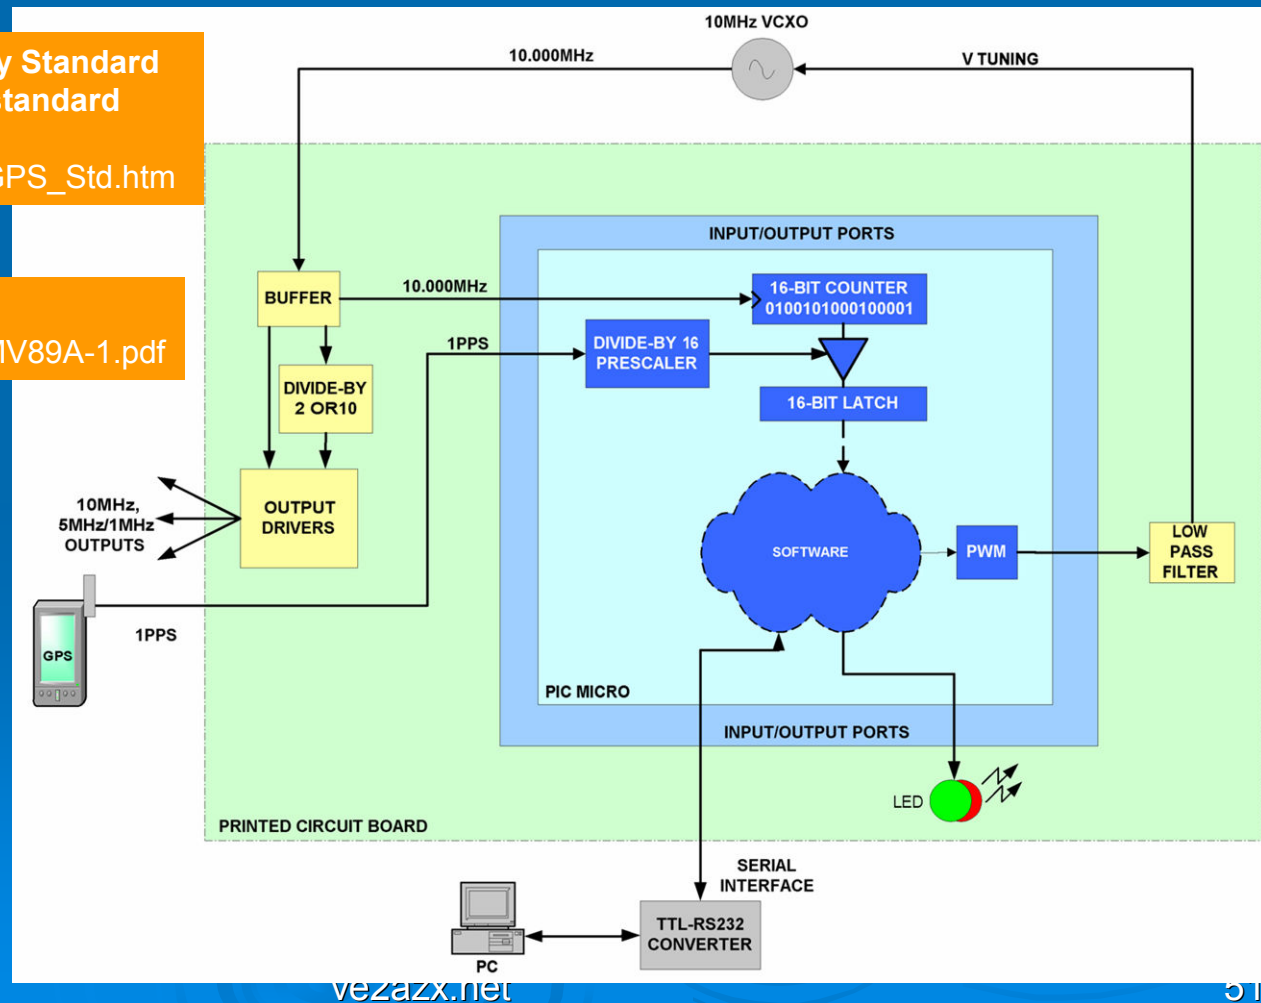 10MHz VCXO
10.000MHz
V TUNING
y Standard
standard
GPS_Std.htm
INPUT/OUTPUT PORTS
BUFFER
10.000MHz
16-BIT COUNTER
0100101000100001
MV89A-1.pdf
1PPS
DIVIDE-BY 16
PRESCALER
DIVIDE-BY
2 OR10
16-BIT LATCH
10MHz,
5MHz/1MHz
OUTPUTS
OUTPUT
DRIVERS
SOFTWARE
PWM
LOW
PASS
FILTER
1PPS
GPS
PIC MICRO
INPUT/OUTPUT PORTS
LED
PRINTED CIRCUIT BOARD
SERIAL
INTERFACE
TTL-RS232
CONVERTER
PC
ve2azx.net
51